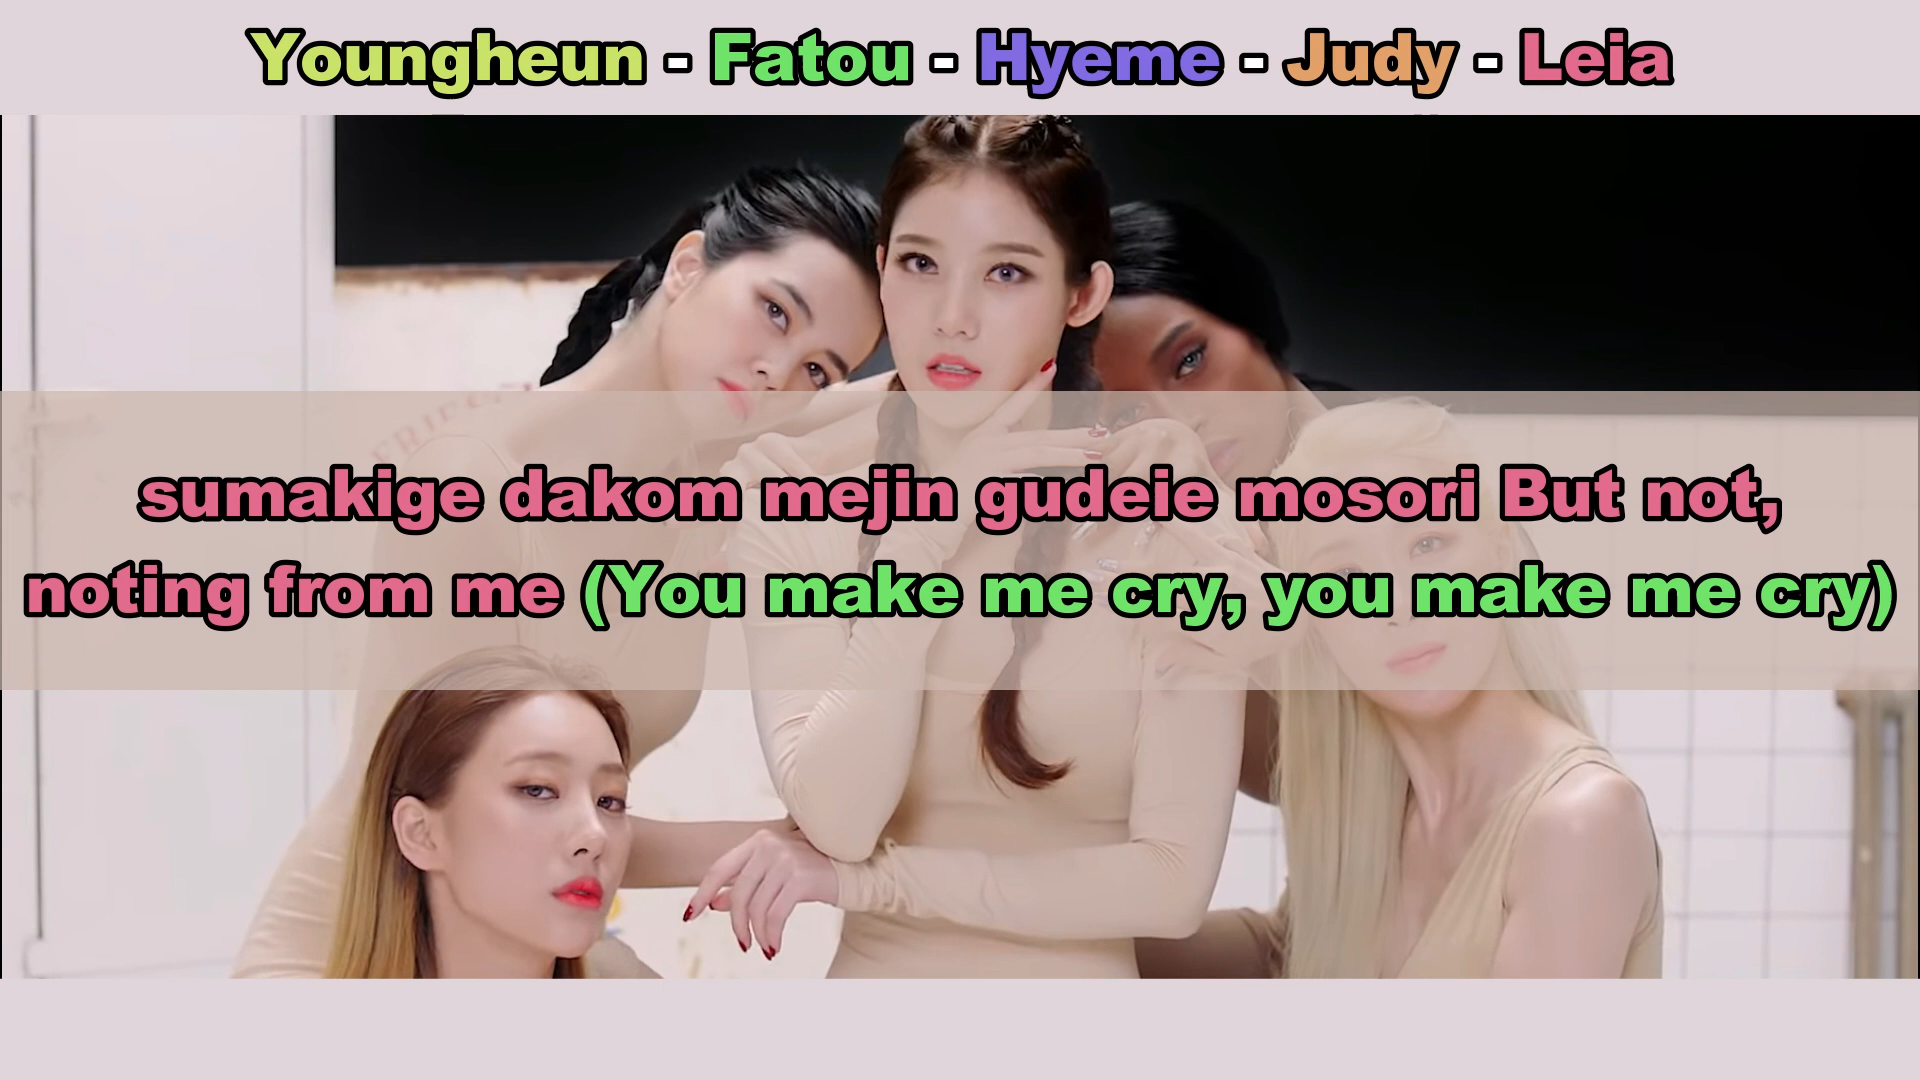 Youngheun - Fatou - Hyeme - Judy - Leia
sumakige dakom mejin gudeie mosori But not,
noting from me (You make me cry, you make me cry)